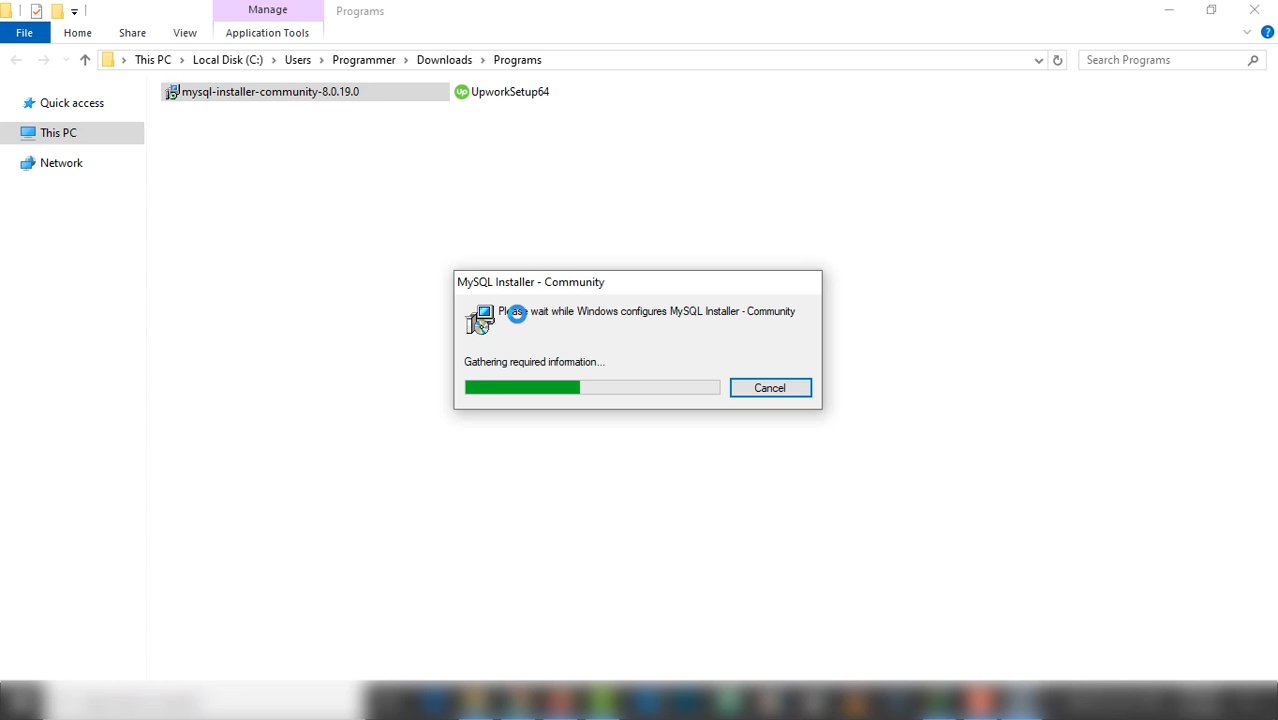 Manage
Programs
File
Home
Share
View
Application Tools
This PC
Local Disk (C:)
Users
Programmer
Downloads
Programs
Search Programs
Quick access
This PC
Network
mysql-installer-community-8.0.19.0
UpworkSetup64
MySQL Installer - Community
Please wait while Windows configures MySQL Installer - Community
Gathering required information...
Cancel